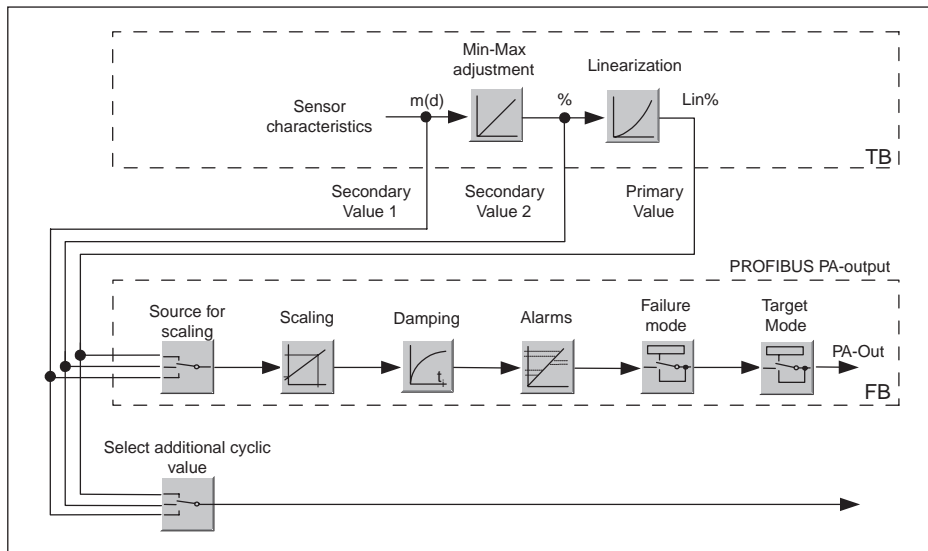 Min-Max
adjustment
Linearization
Sensor
characteristics
m(d)
%
Lin%
TB
Secondary
Value 1
Secondary
Value 2
Primary
Value
PROFIBUS PA-output
Source for
scaling
Scaling
Damping
Alarms
Failure
mode
Target
Mode
t
i
PA-Out
FB
Select additional cyclic
value